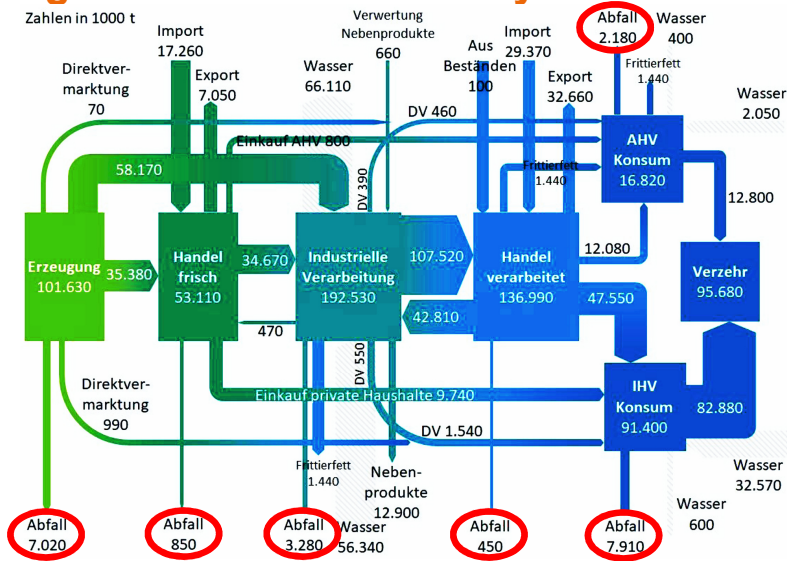 Zahlen in 1000 t
Import
17.260
Export
7.050
Direktver-
marktung
70
Wasser
66.110
Verwertung
Nebenprodukte
660
Aus
Beständen
100
Import
29.370
Export
32.660
Abfall
2.180
Wasser
400
Frittierfett
1.440
Wasser
2.050
DV 460
Einkauf AHV 800
58.170
DV 390
Frittierfett
1.440
AHV
Konsum
16.820
12.800
Erzeugung
101.630
35.380
Handel
frisch
53.110
34.670
Industrielle
Verarbeitung
192.530
107.520
Handel
verarbeitet
136.990
12.080
Verzehr
95.680
47.550
42.810
470
DV 550
Direktver-
marktung
990
Einkauf private Haushalte 9.740
IHV
Konsum
91.400
82.880
DV 1.540
Frittierfett
1.440
Neben-
produkte
12.900
Wasser
32.570
Wasser
600
Abfall
7.020
Abfall
850
Abfall
3.280
Wasser
56.340
Abfall
450
Abfall
7.910